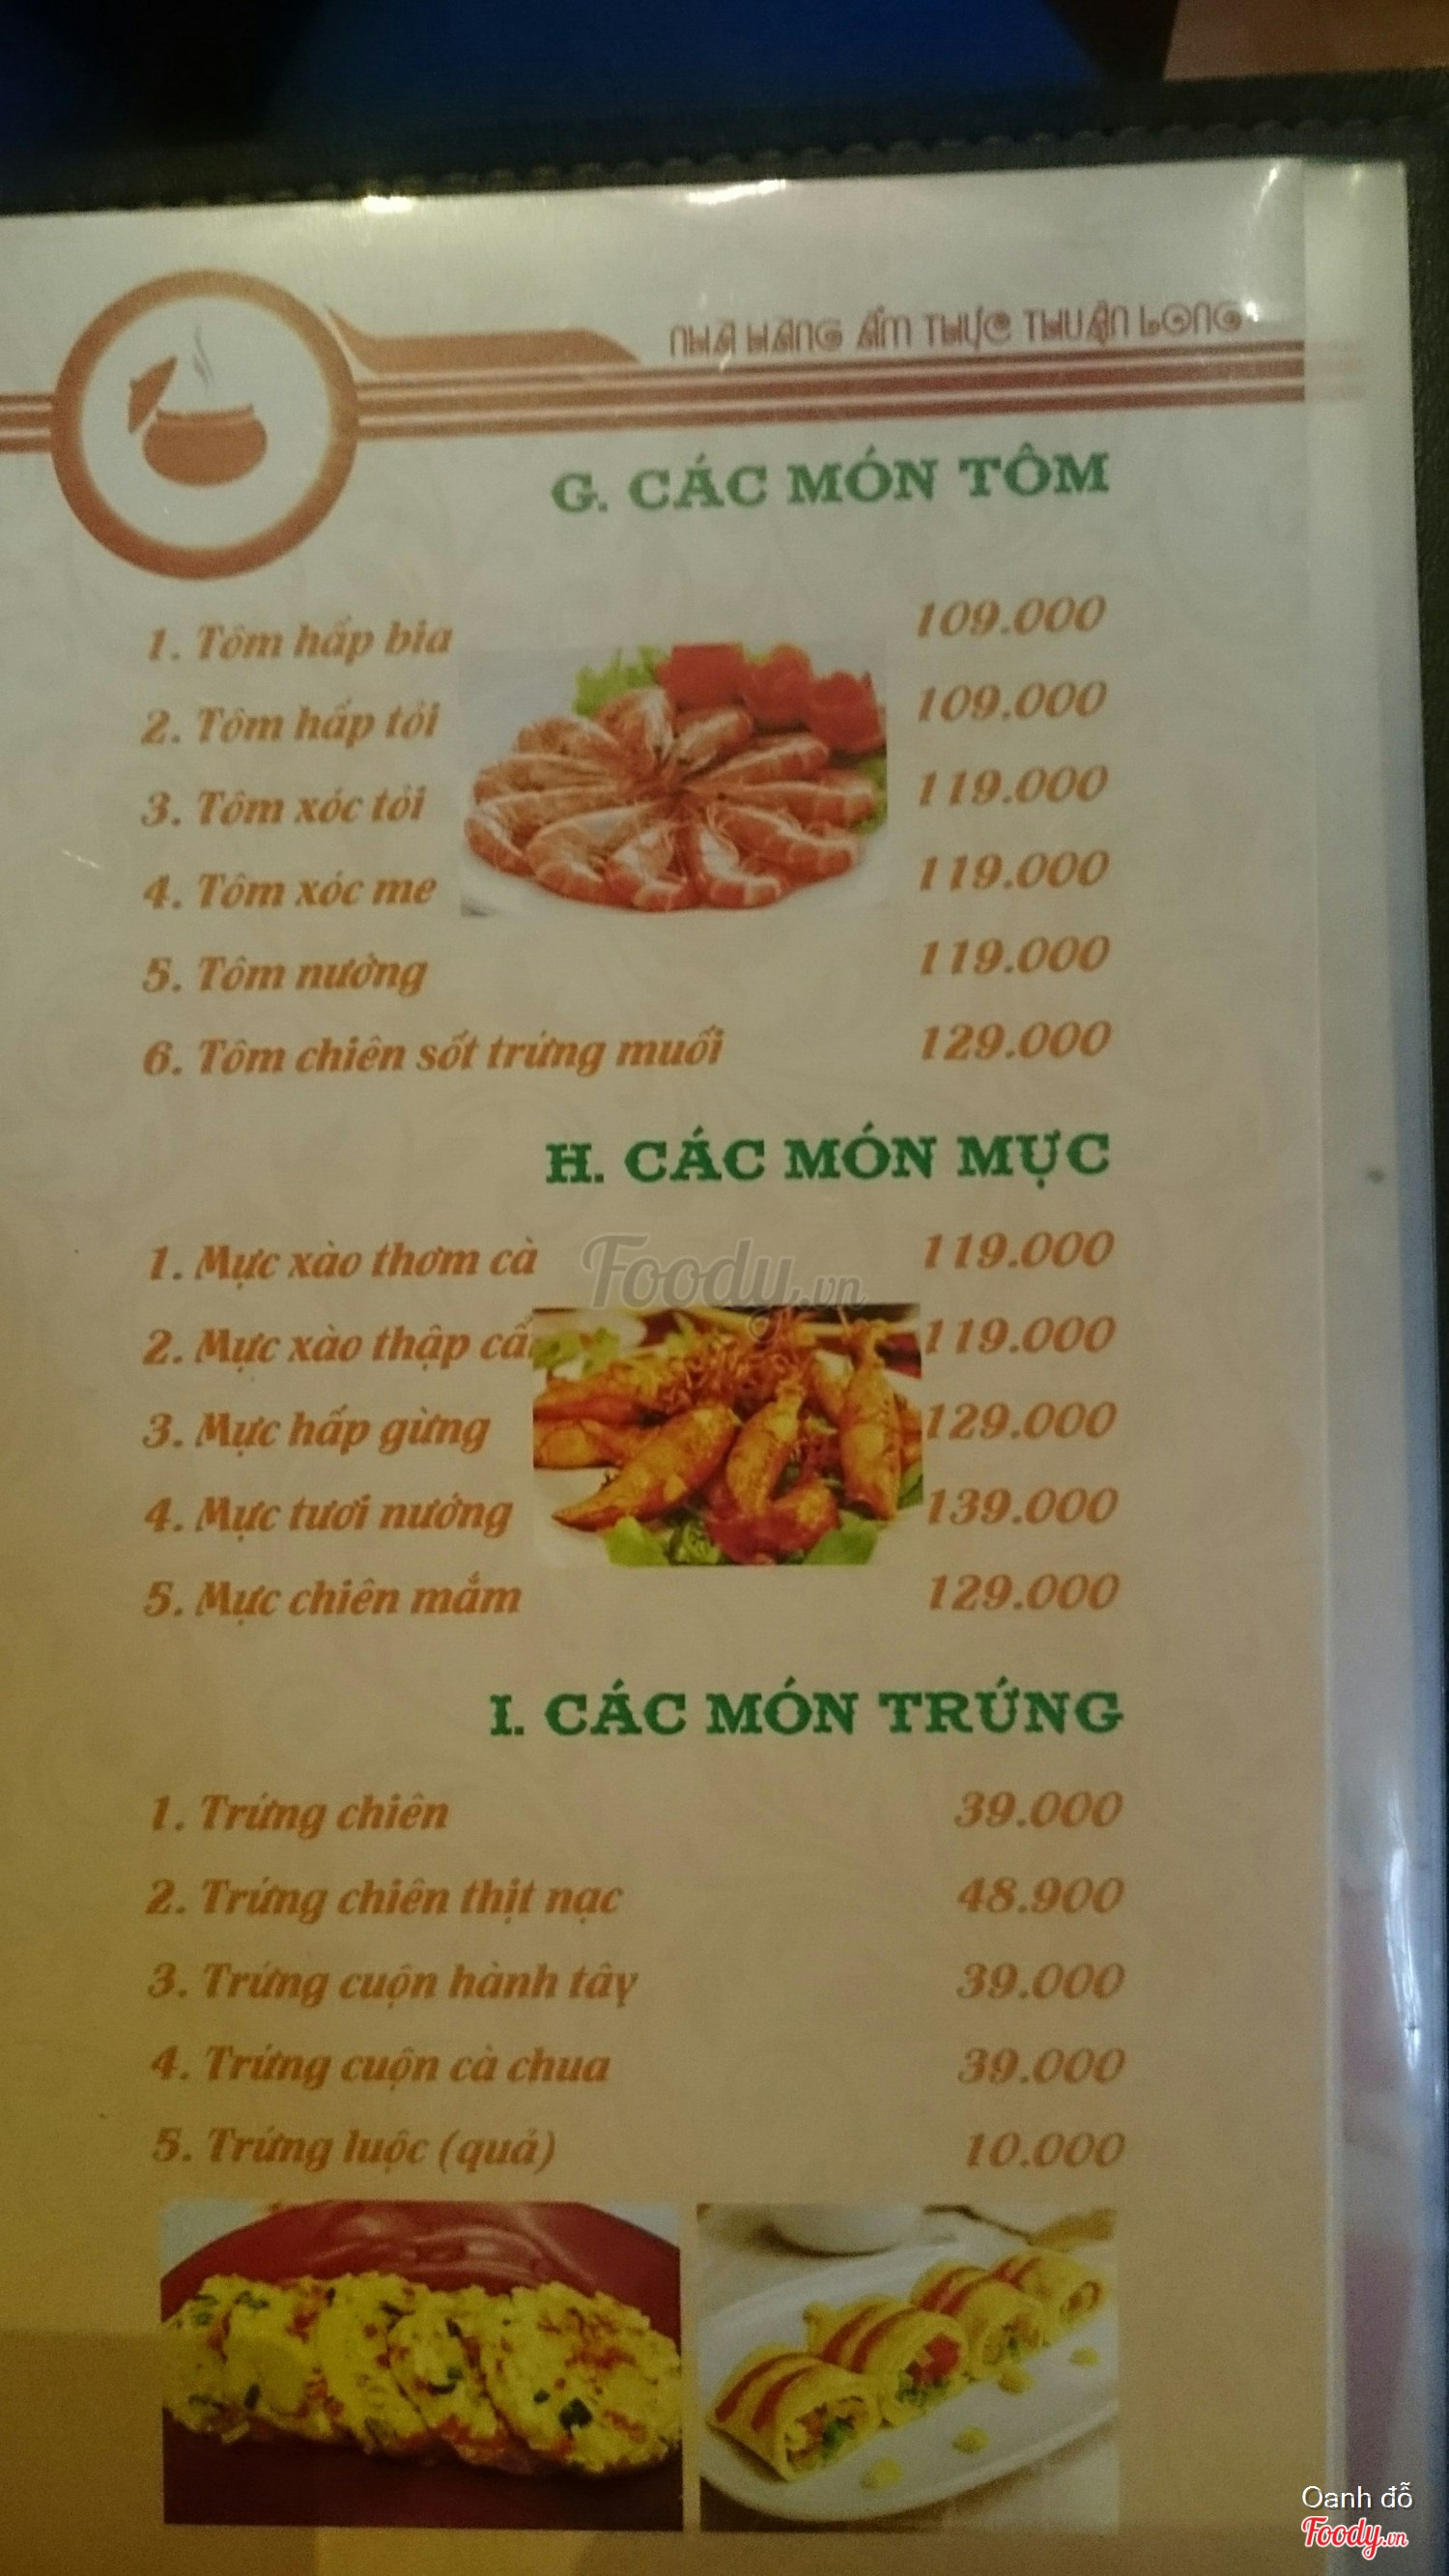 NHÀ HÀNG ẨM THỰC THUẬN LONG
G. CÁC MÓN TÔM
1. Tôm hấp bia 109.000
2. Tôm hấp tỏi 109.000
3. Tôm xóc tỏi 119.000
4. Tôm xóc me 119.000
5. Tôm nường 119.000
6. Tôm chiên sốt trứng muối 129.000
H. CÁC MÓN MỰC
1. Mực xào thơm cà 119.000
Foody.vn
2. Mực xào thập cẩ 119.000
3. Mực hấp gừng 129.000
4. Mực tươi nướng 139.000
5. Mực chiên mắm 129.000
I. CÁC MÓN TRỨNG
1. Trứng chiên 39.000
2. Trứng chiên thịt nạc 48.900
3. Trứng cuộn hành tây 39.000
4. Trứng cuộn cà chua 39.000
5. Trứng luộc (quả) 10.000
Oanh đỗ
Foody.vn